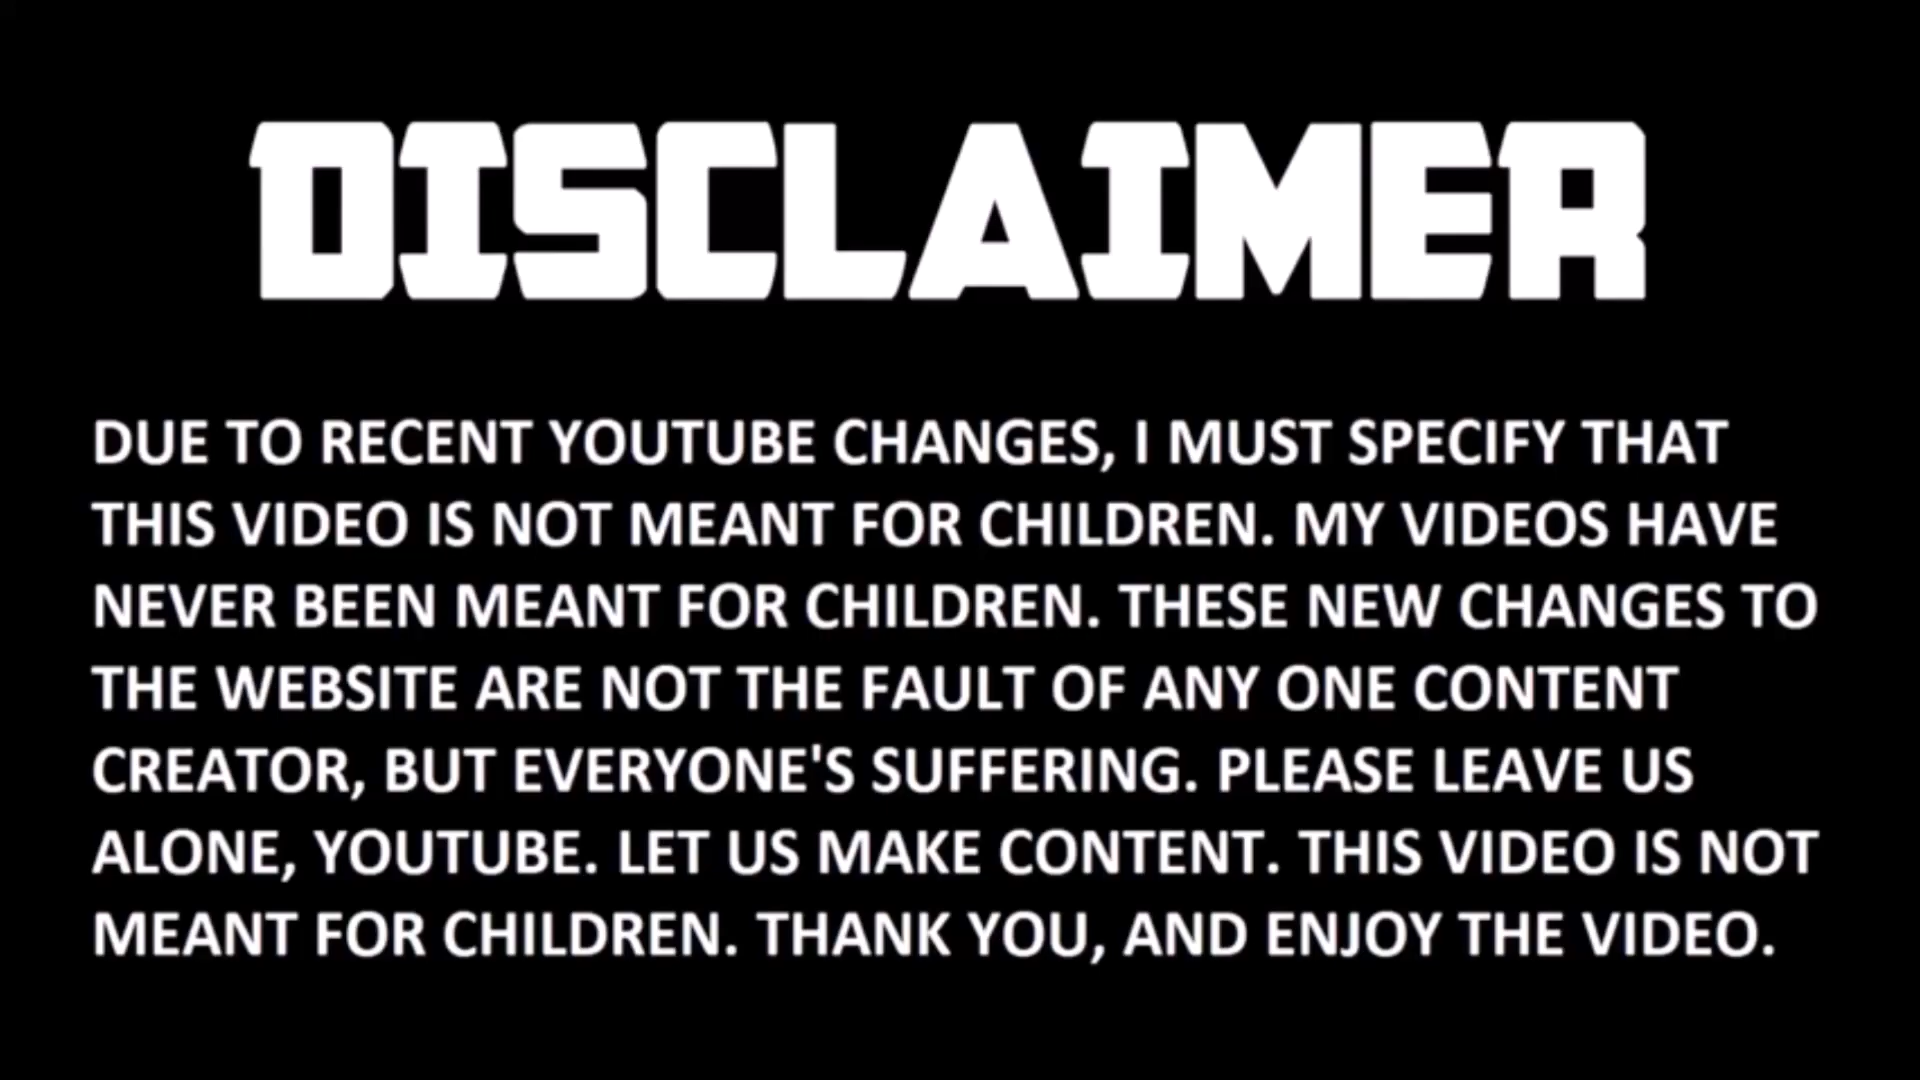 DISCLAIMER
DUE TO RECENT YOUTUBE CHANGES, I MUST SPECIFY THAT
THIS VIDEO IS NOT MEANT FOR CHILDREN. MY VIDEOS HAVE
NEVER BEEN MEANT FOR CHILDREN. THESE NEW CHANGES TO
THE WEBSITE ARE NOT THE FAULT OF ANY ONE CONTENT
CREATOR, BUT EVERYONE'S SUFFERING. PLEASE LEAVE US
ALONE, YOUTUBE. LET US MAKE CONTENT. THIS VIDEO IS NOT
MEANT FOR CHILDREN. THANK YOU, AND ENJOY THE VIDEO.